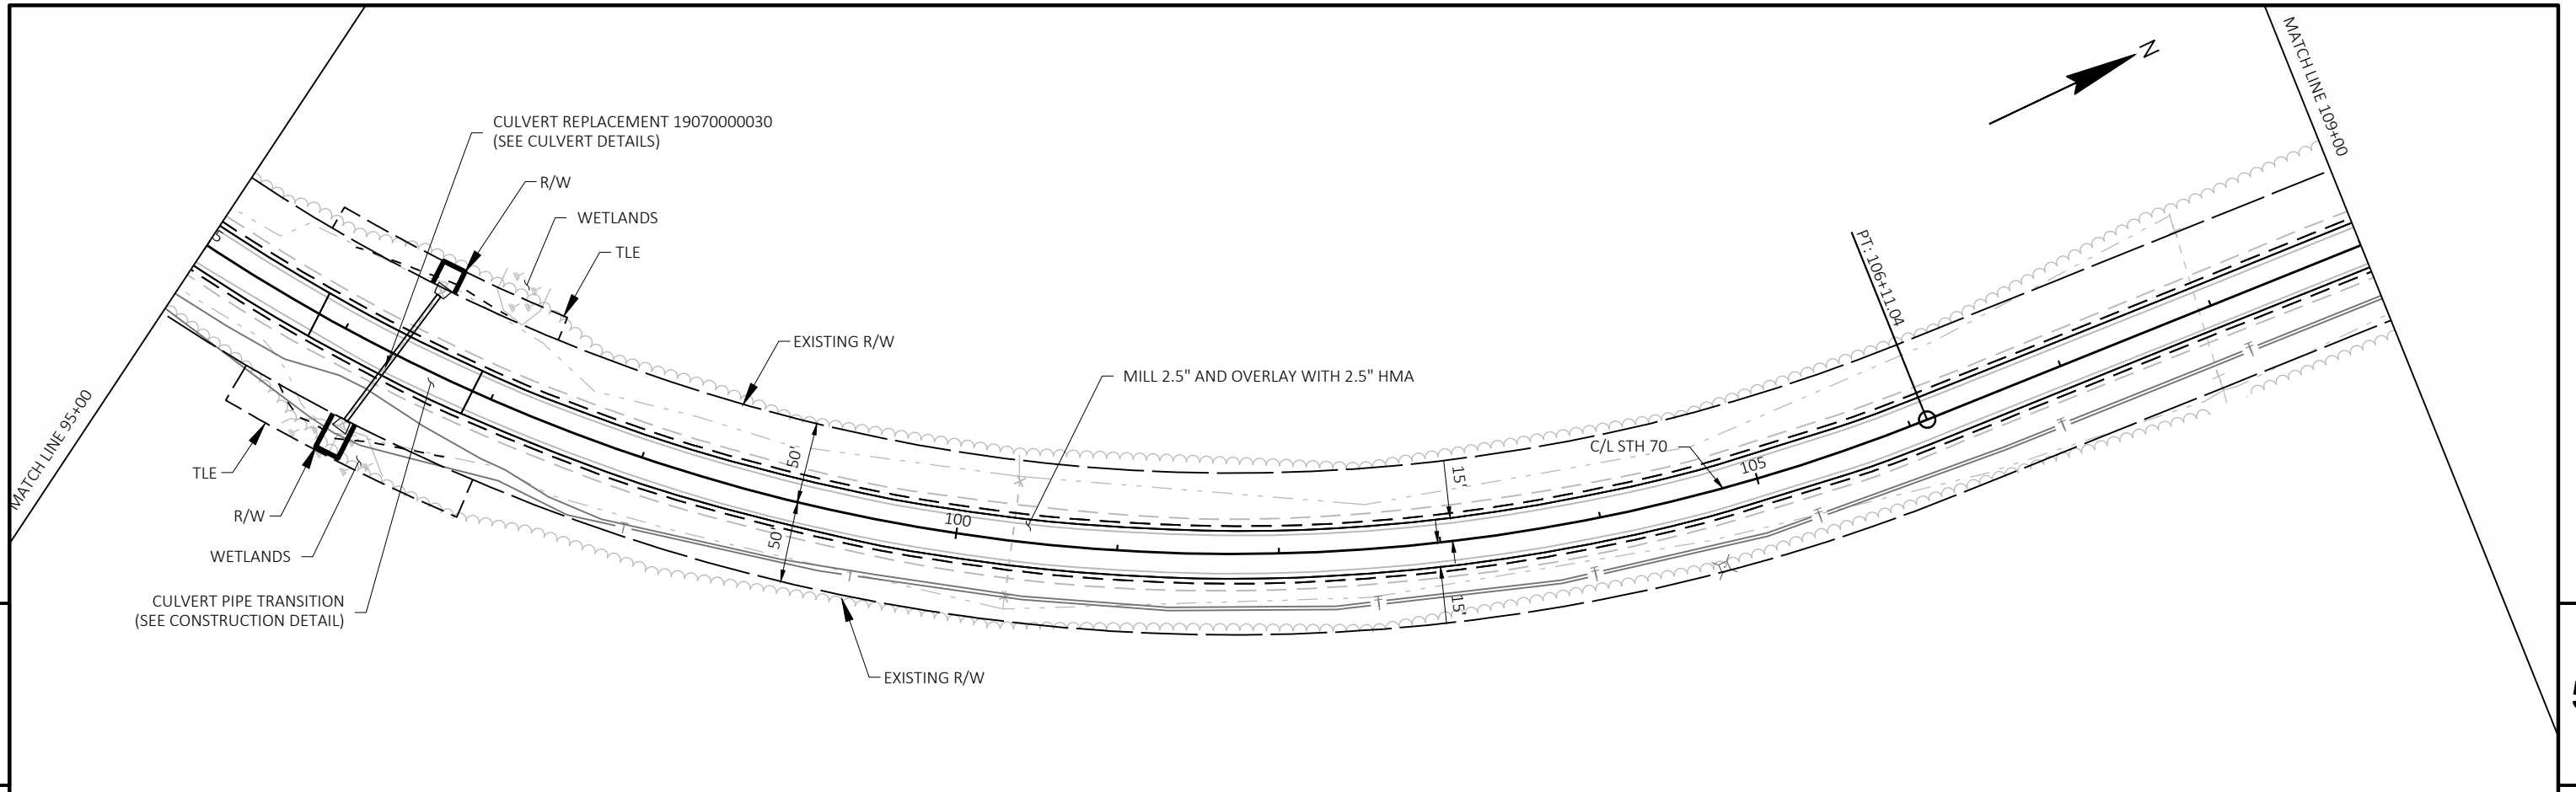 MATCH LINE 95+00
CULVERT REPLACEMENT 19070000030
(SEE CULVERT DETAILS)
R/W
WETLANDS
TLE
EXISTING R/W
MILL 2.5" AND OVERLAY WITH 2.5" HMA
C/L STH 70
PT: 106+11.04
N
MATCH LINE 109+00
5
50'
50'
100
15'
15'
105
TLE
R/W
WETLANDS
CULVERT PIPE TRANSITION
(SEE CONSTRUCTION DETAIL)
EXISTING R/W
T
T
T
T
T
T
T